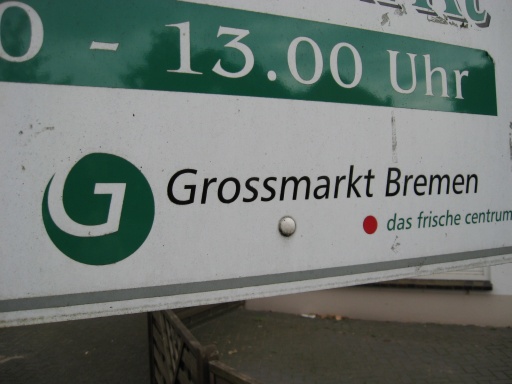 0 - 13.00 Uhr
G
Grossmarkt Bremen
das frische centrum